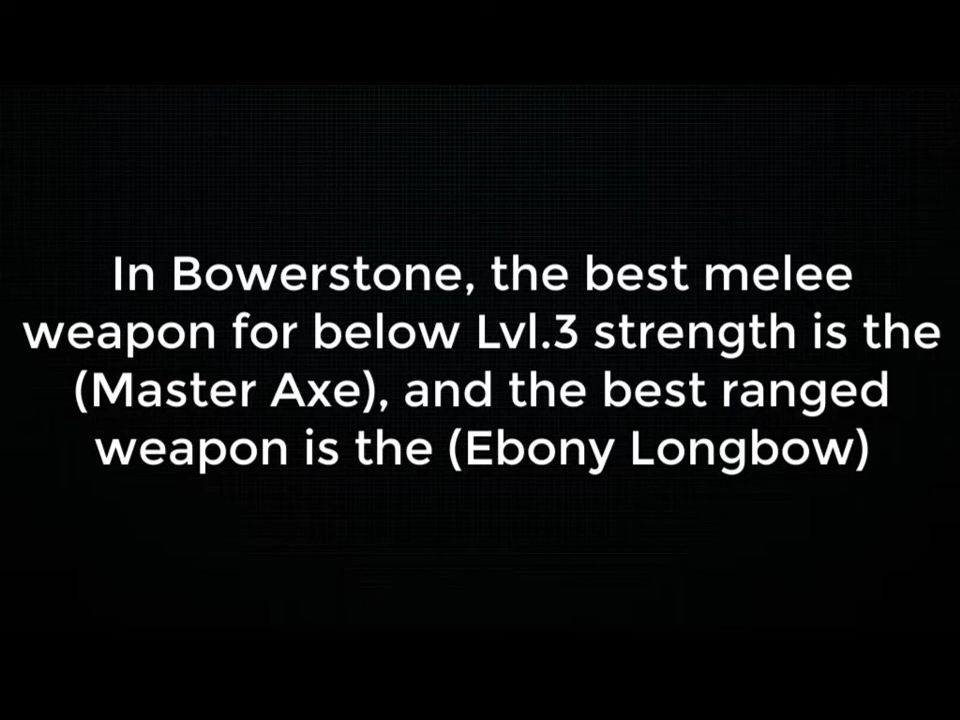 In Bowerstone, the best melee
weapon for below Lvl.3 strength is the
(Master Axe), and the best ranged
weapon is the (Ebony Longbow)